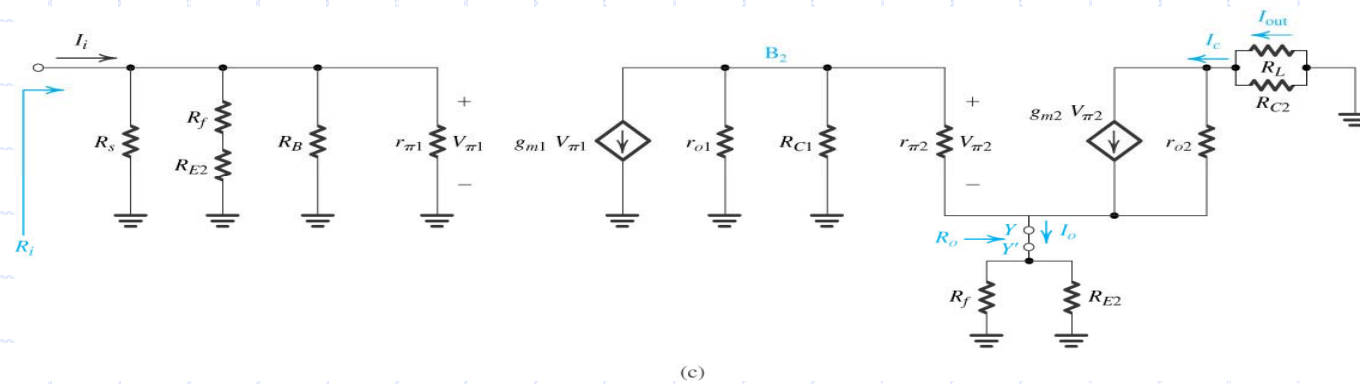 I_i
I_out
I_c
B_2
R_L
R_C2
R_s
R_f
R_E2
R_B
r_π1
+
V_π1
−
g_m1 V_π1
r_o1
R_C1
r_π2
+
V_π2
−
g_m2 V_π2
r_o2
R_i
R_o
Y
I_o
Y'
R_f
R_E2
(c)